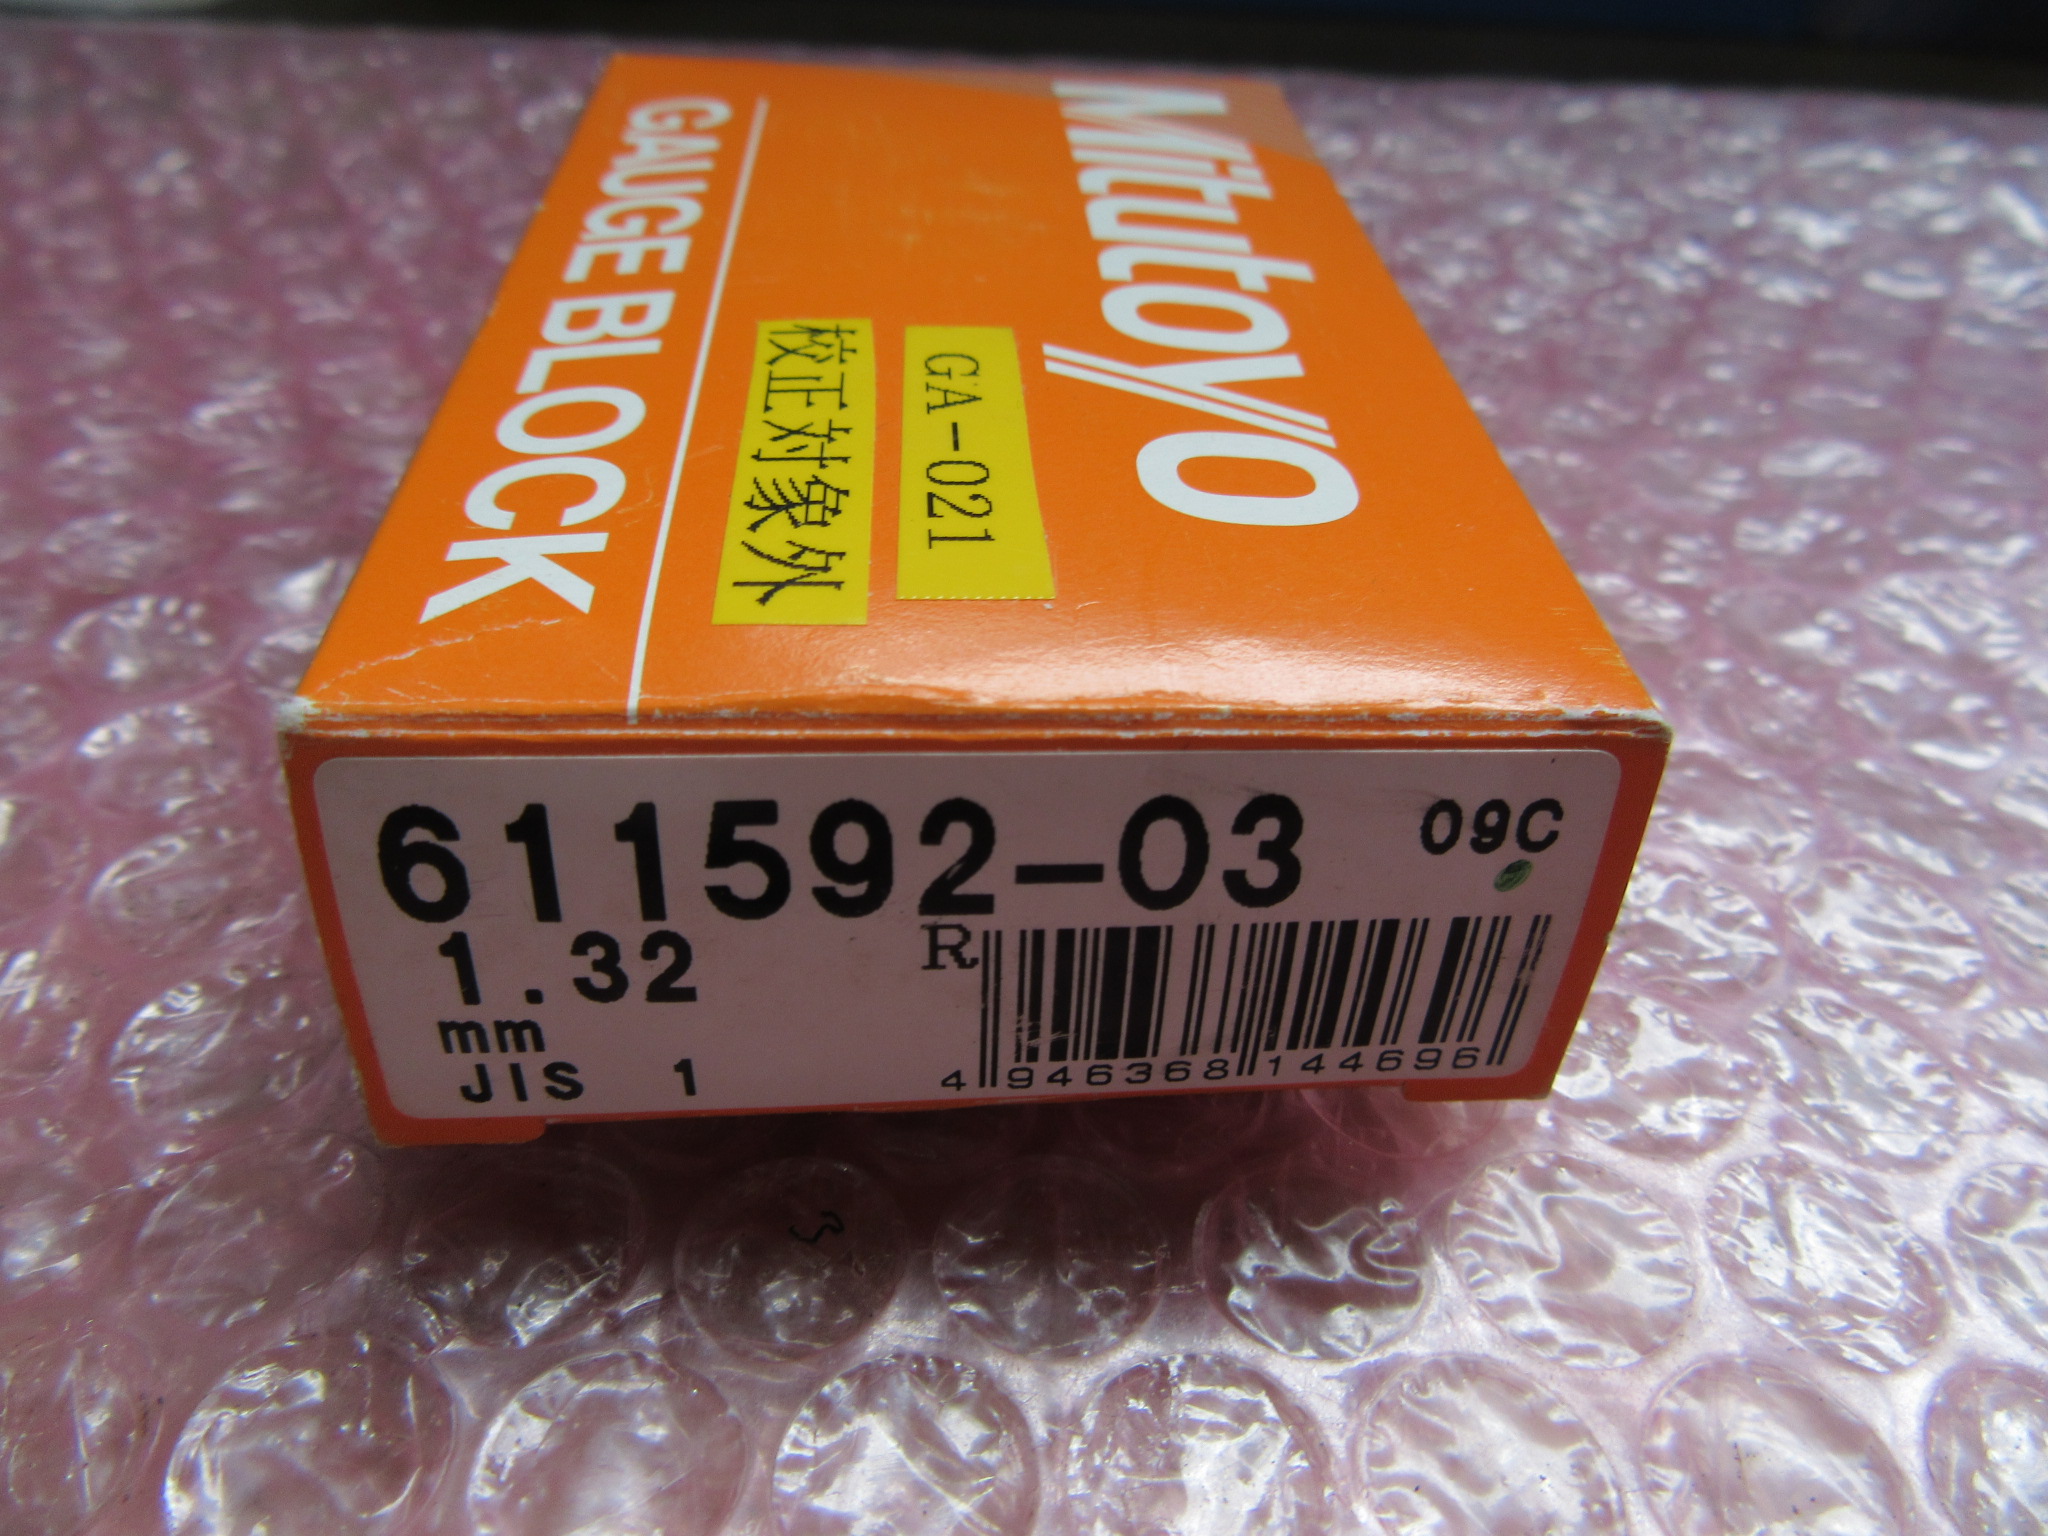 Mitutoyo
GA-021
校正対象外
GAUGE BLOCK
611592-03
09C
1.32
R
mm
JIS 1
4 946368 144696